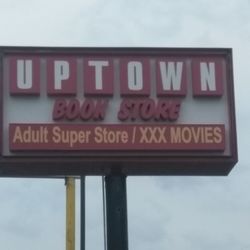 UPTOWN
BOOK STORE
Adult Super Store / XXX MOVIES